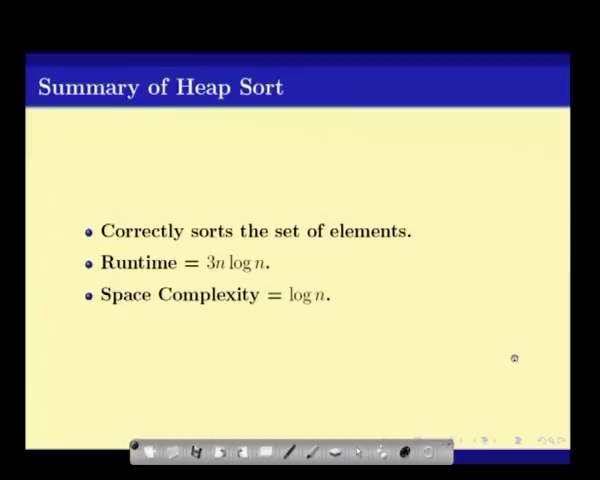 Summary of Heap Sort
Correctly sorts the set of elements.
Runtime = 3n log n.
Space Complexity = log n.